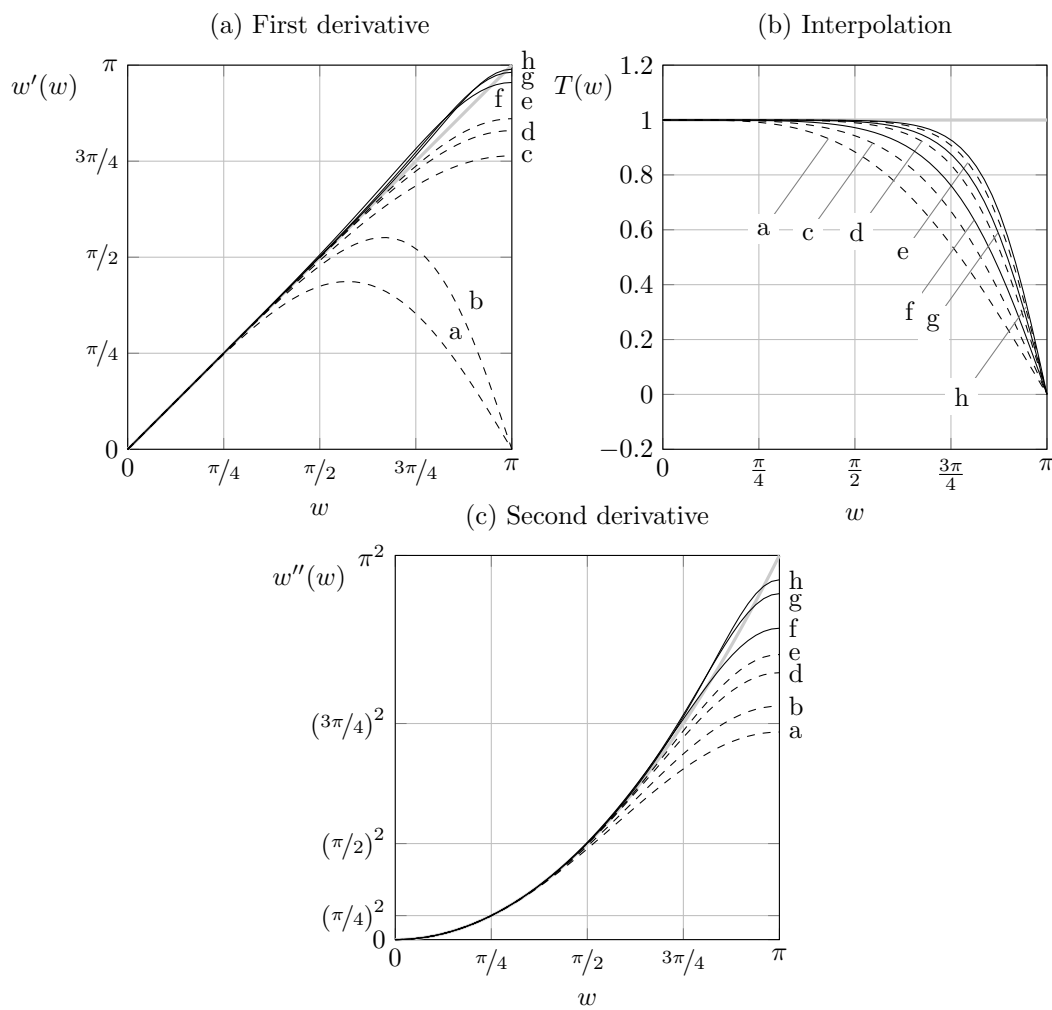 (a) First derivative
w′(w)
π
3π/4
π/2
π/4
0
0
π/4
π/2
3π/4
π
w
h
g
f
e
d
c
b
a
(b) Interpolation
T(w)
1.2
1
0.8
0.6
0.4
0.2
0
−0.2
0
π/4
π/2
3π/4
π
w
a
c
d
e
f
g
h
(c) Second derivative
w′′(w)
π²
(3π/4)²
(π/2)²
(π/4)²
0
0
π/4
π/2
3π/4
π
w
h
g
f
e
d
b
a